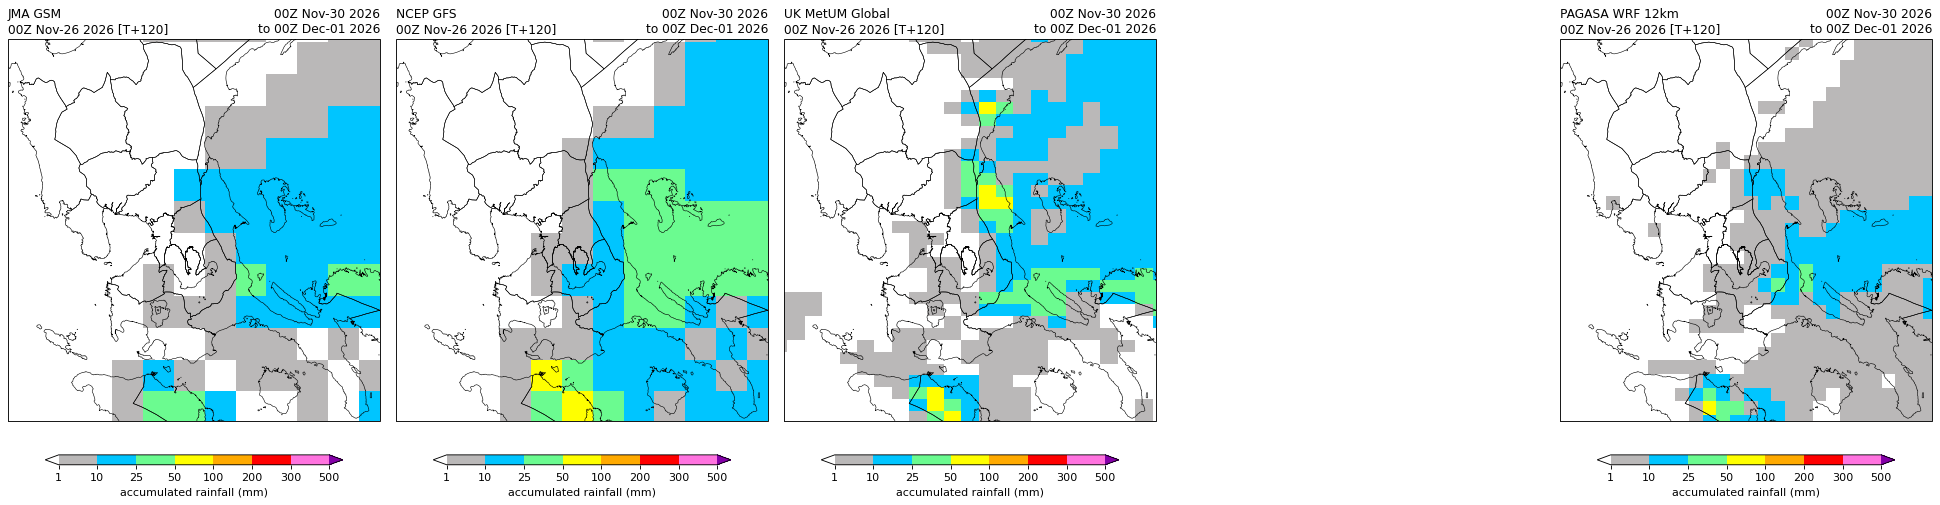 JMA GSM 00Z Nov-30 2026
00Z Nov-26 2026 [T+120] to 00Z Dec-01 2026
1 10 25 50 100 200 300 500
accumulated rainfall (mm)
NCEP GFS 00Z Nov-30 2026
00Z Nov-26 2026 [T+120] to 00Z Dec-01 2026
1 10 25 50 100 200 300 500
accumulated rainfall (mm)
UK MetUM Global 00Z Nov-30 2026
00Z Nov-26 2026 [T+120] to 00Z Dec-01 2026
1 10 25 50 100 200 300 500
accumulated rainfall (mm)
PAGASA WRF 12km 00Z Nov-30 2026
00Z Nov-26 2026 [T+120] to 00Z Dec-01 2026
1 10 25 50 100 200 300 500
accumulated rainfall (mm)